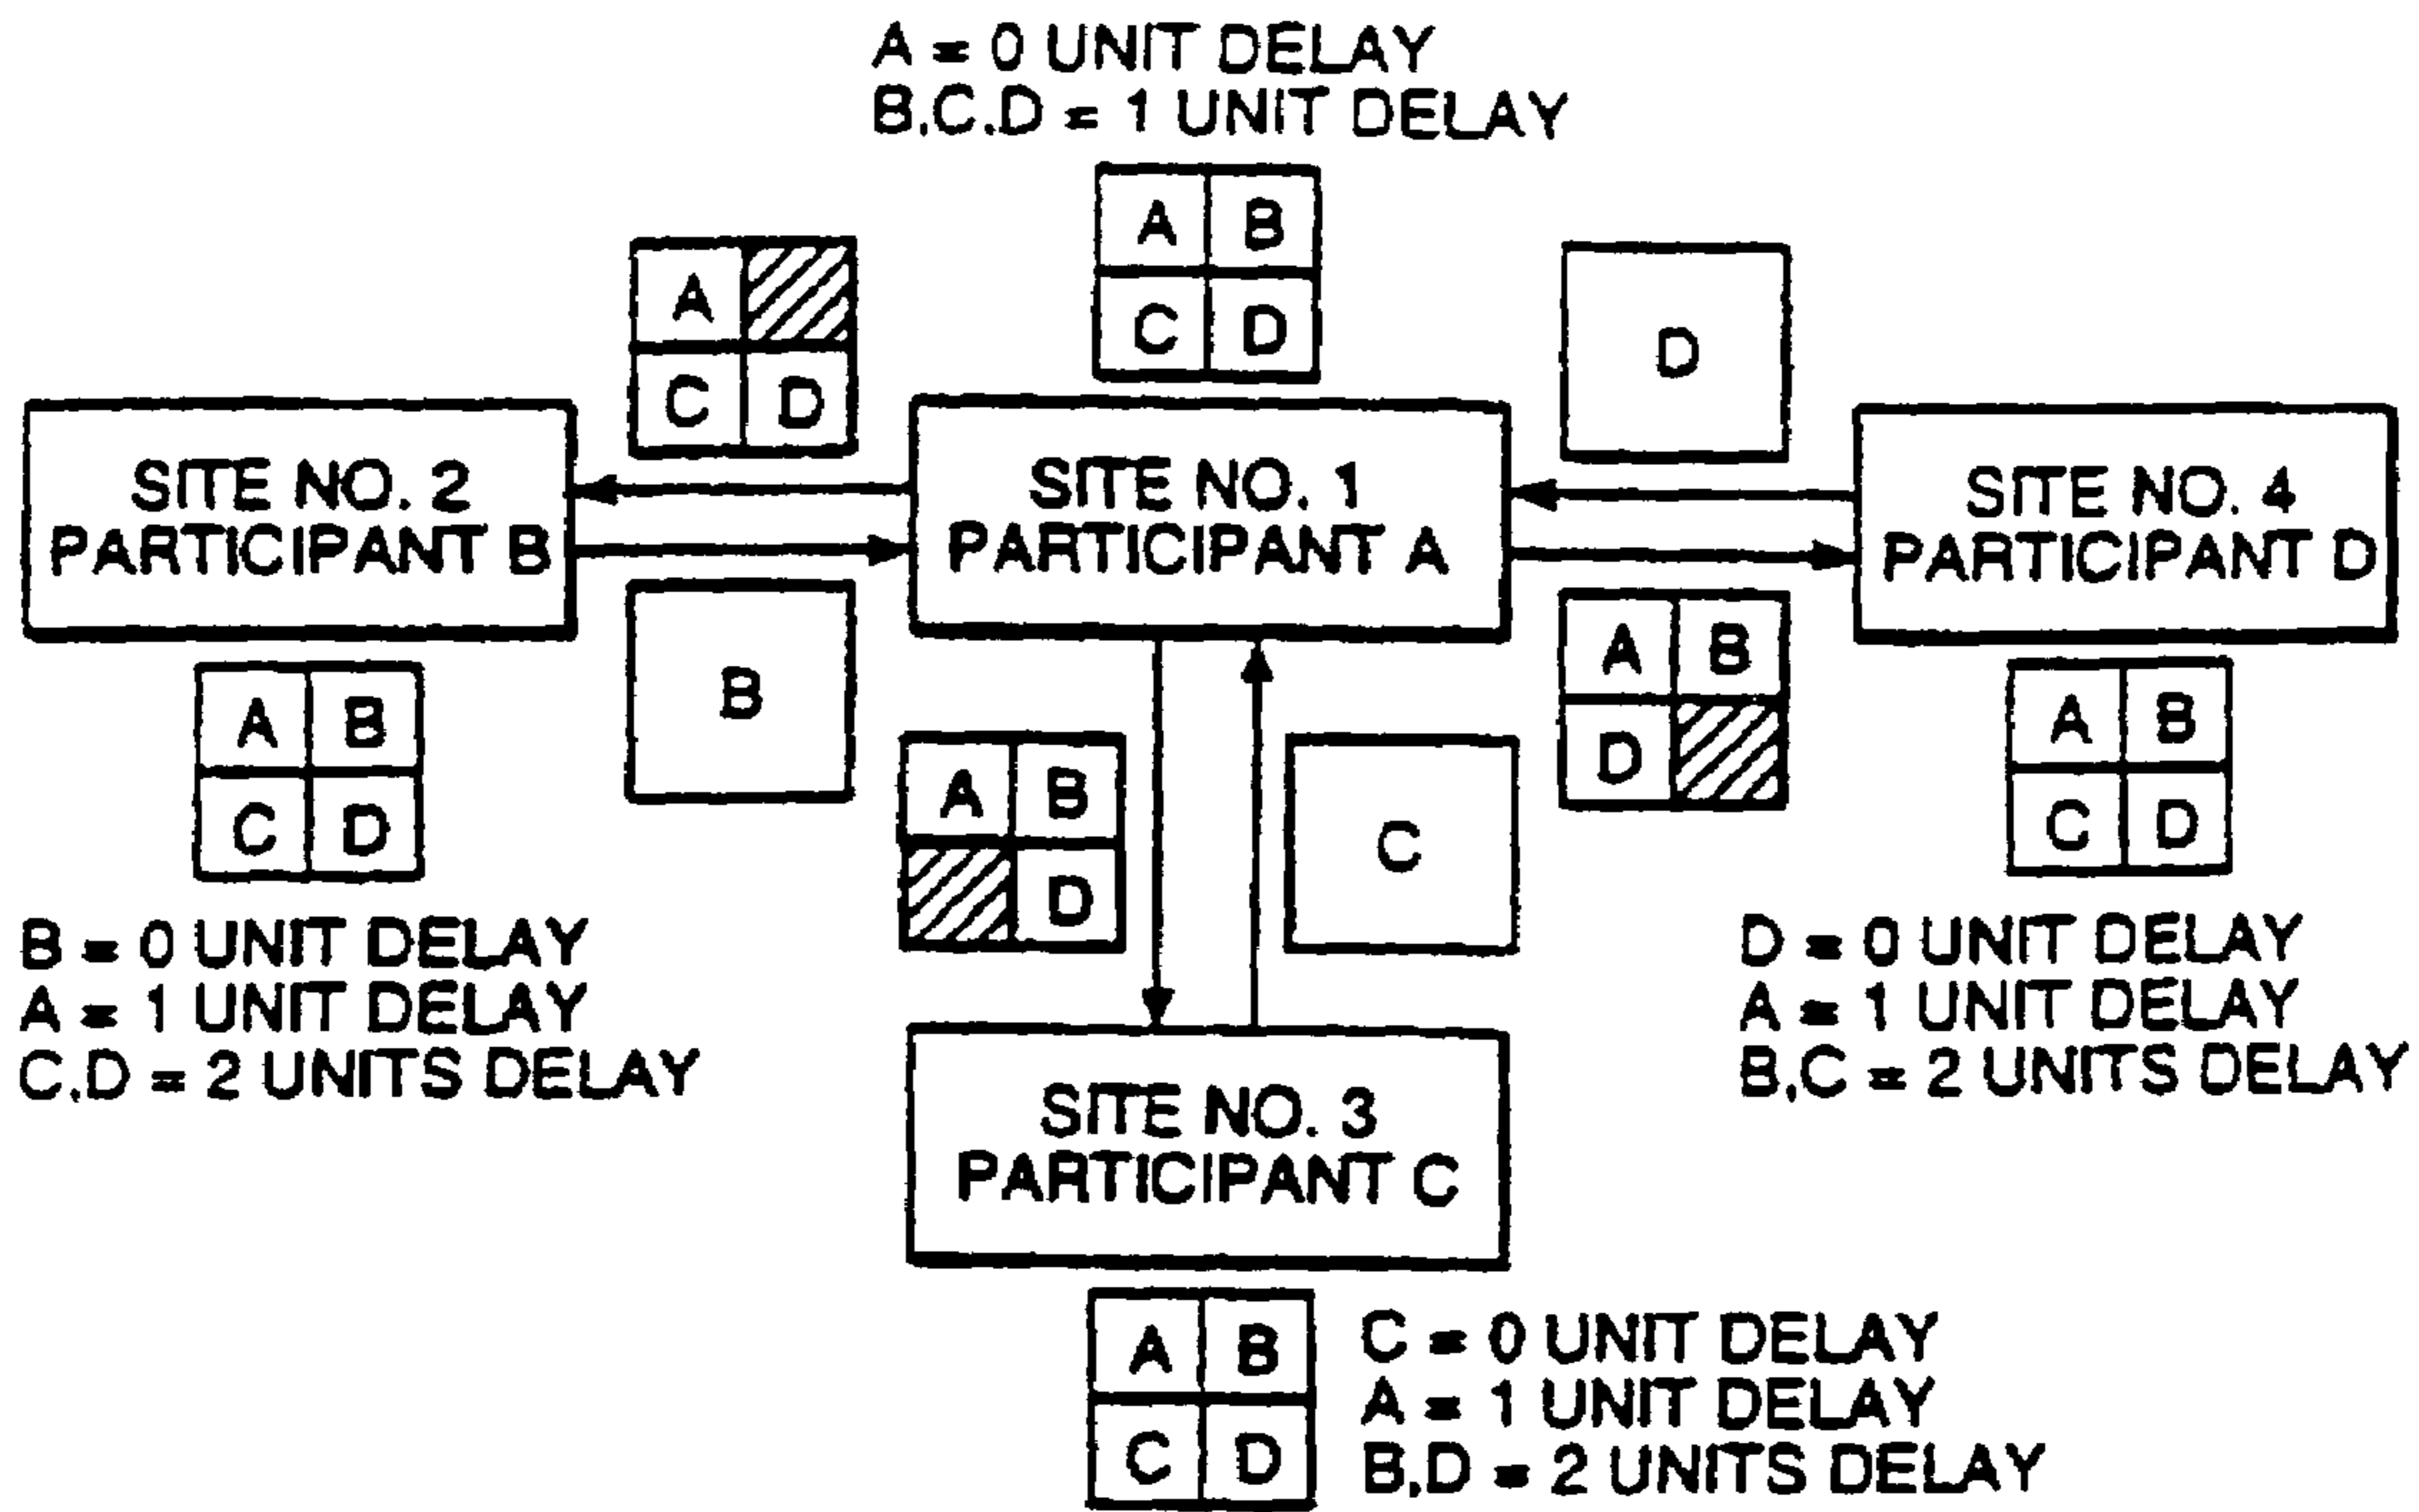 A = 0 UNIT DELAY
B,C,D = 1 UNIT DELAY
A B
C D
A
C D
D
SITE NO. 2
PARTICIPANT B
SITE NO. 1
PARTICIPANT A
SITE NO. 4
PARTICIPANT D
A B
C D
B
A B
D
C
A B
D
A B
C D
B = 0 UNIT DELAY
A = 1 UNIT DELAY
C,D = 2 UNITS DELAY
D = 0 UNIT DELAY
A = 1 UNIT DELAY
B,C = 2 UNITS DELAY
SITE NO. 3
PARTICIPANT C
A B
C D
C = 0 UNIT DELAY
A = 1 UNIT DELAY
B,D = 2 UNITS DELAY